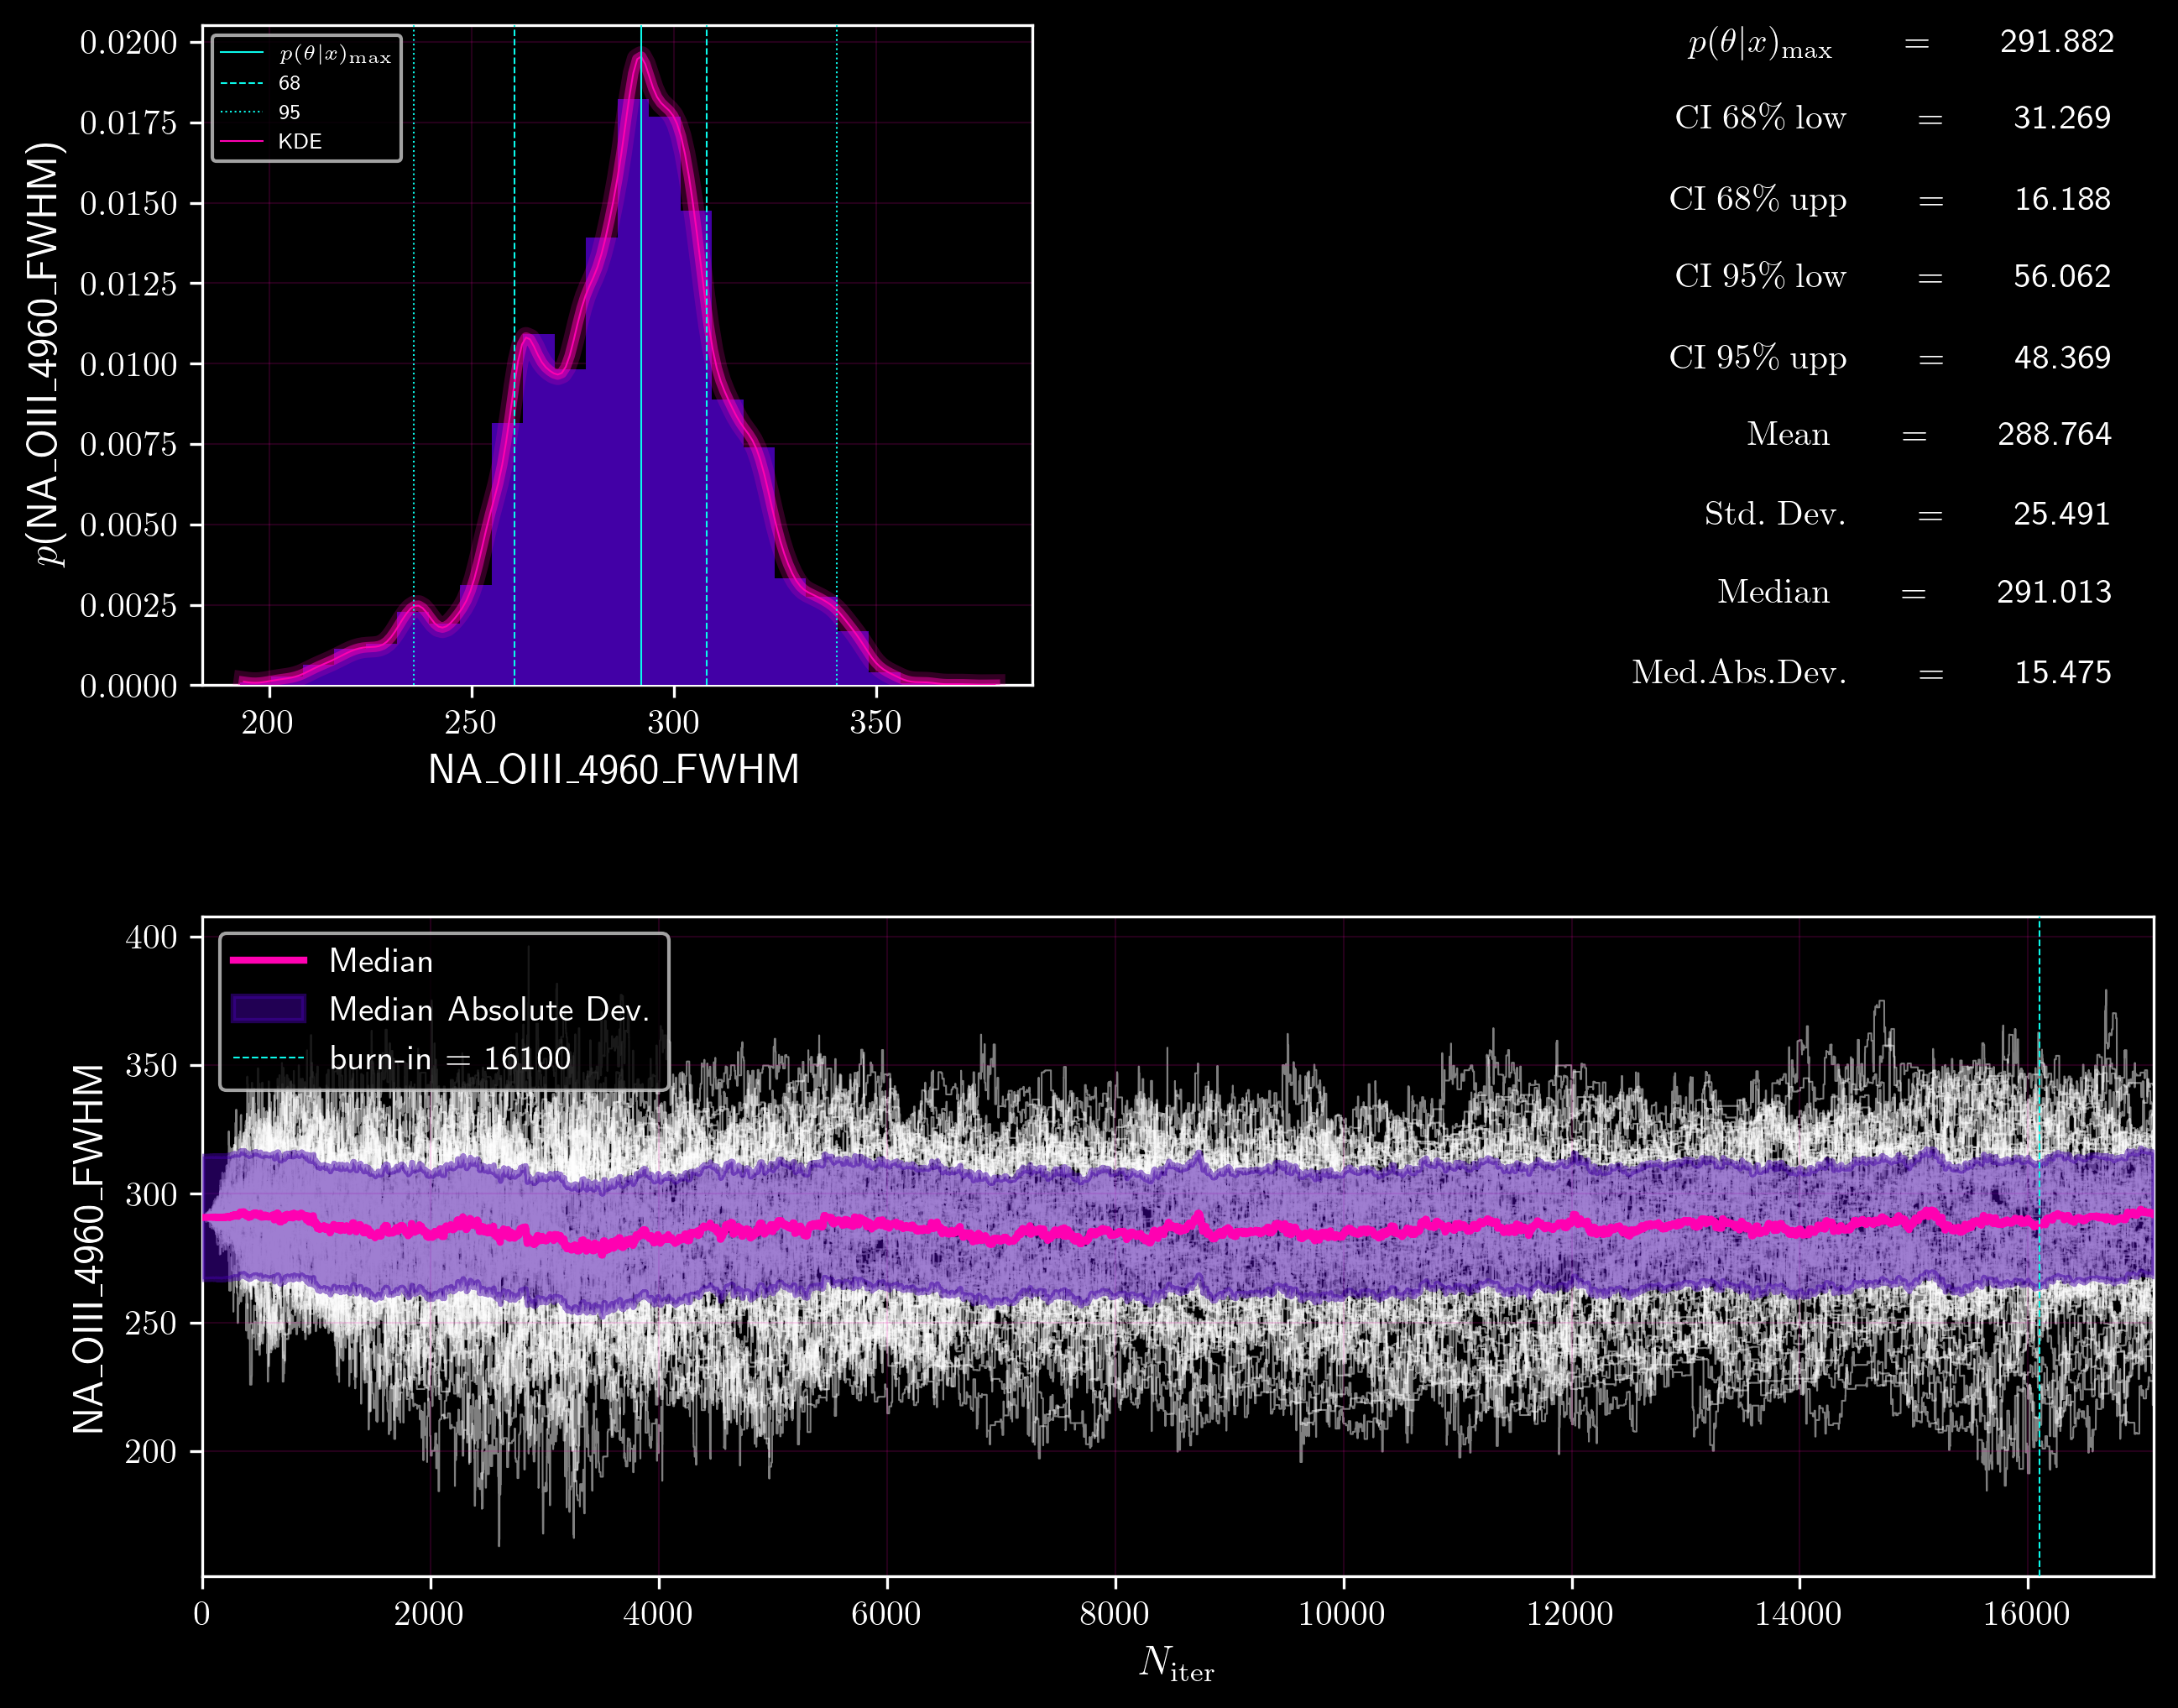 p(NA_OIII_4960_FWHM)
0.0200
0.0175
0.0150
0.0125
0.0100
0.0075
0.0050
0.0025
0.0000
p(θ|x)max
68
95
KDE
200 250 300 350
NA_OIII_4960_FWHM
p(θ|x)max = 291.882
CI 68% low = 31.269
CI 68% upp = 16.188
CI 95% low = 56.062
CI 95% upp = 48.369
Mean = 288.764
Std. Dev. = 25.491
Median = 291.013
Med.Abs.Dev. = 15.475
NA_OIII_4960_FWHM
400
350
300
250
200
Median
Median Absolute Dev.
burn-in = 16100
0 2000 4000 6000 8000 10000 12000 14000 16000
Niter